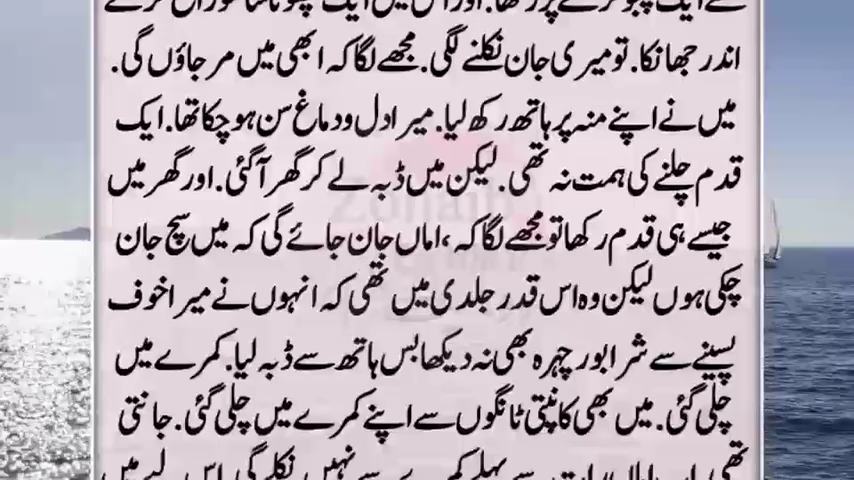 اندر جھانکا. تو میری جان نکلنے لگی. مجھے لگا کہ ابھی میں مر جاؤں گی.
میں نے اپنے منہ پر ہاتھ رکھ لیا. میرا دل و دماغ سن ہو چکا تھا. ایک
قدم چلنے کی ہمت نہ تھی. لیکن میں ڈبہ لے کر گھر آ گئی. اور گھر میں
جیسے ہی قدم رکھا تو مجھے لگا کہ، اماں جان جائے گی کہ میں سچ جان
چکی ہوں لیکن وہ اس قدر جلدی میں تھی کہ انہوں نے میرا خوف
پسینے سے شرابور چہرہ بھی نہ دیکھا بس ہاتھ سے ڈبہ لیا. کمرے میں
چلی گئی. میں بھی کانپتی ٹانگوں سے اپنے کمرے میں چلی گئی. جانتی